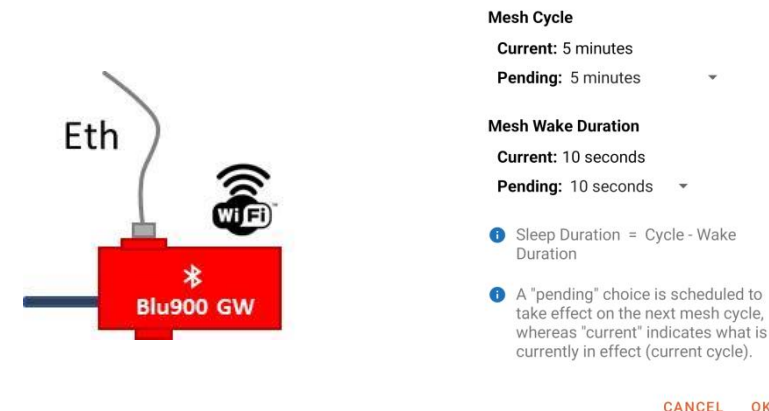 Eth
WiFi™
Blu900 GW
Mesh Cycle
Current: 5 minutes
Pending: 5 minutes
Mesh Wake Duration
Current: 10 seconds
Pending: 10 seconds
Sleep Duration = Cycle - Wake
Duration
A "pending" choice is scheduled to
take effect on the next mesh cycle,
whereas "current" indicates what is
currently in effect (current cycle).
CANCEL OK